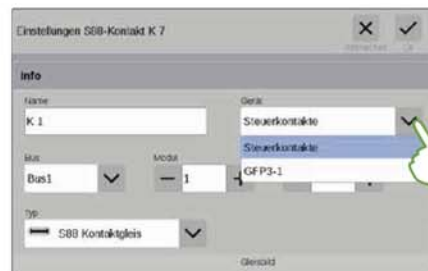 Einstellungen S88-Kontakt K 7
Abbrechen OK
Info
Name
Gerät
K 1
Steuerkontakte
Steuerkontakte
GFP3-1
Bus
Modul
Bus1
1
Typ
S88 Kontaktgleis
Gleisbild